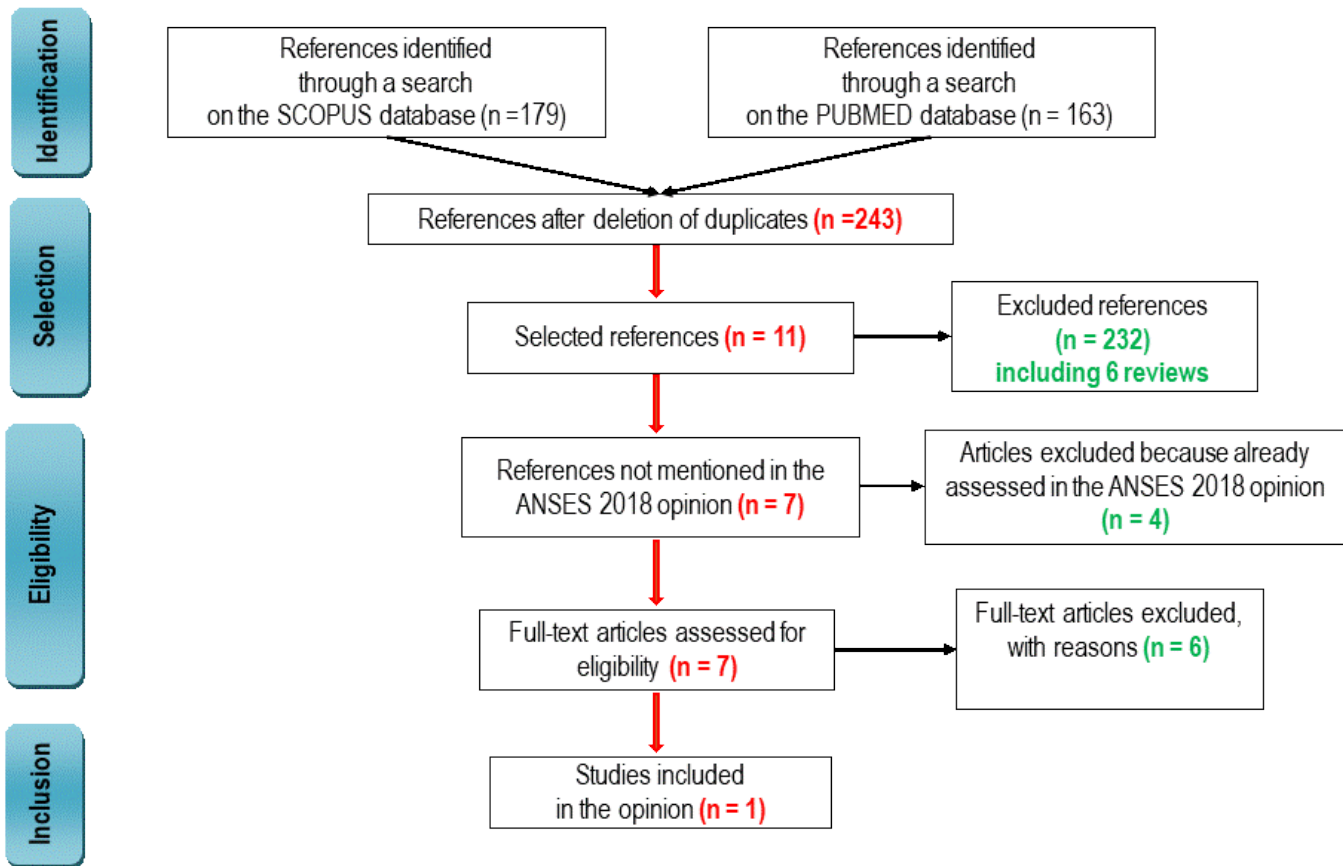 Identification
References identified
through a search
on the SCOPUS database (n =179)
References identified
through a search
on the PUBMED database (n = 163)
References after deletion of duplicates (n =243)
Selection
Selected references (n = 11)
Excluded references
(n = 232)
including 6 reviews
Eligibility
References not mentioned in the
ANSES 2018 opinion (n = 7)
Articles excluded because already
assessed in the ANSES 2018 opinion
(n = 4)
Full-text articles assessed for
eligibility (n = 7)
Full-text articles excluded,
with reasons (n = 6)
Inclusion
Studies included
in the opinion (n = 1)